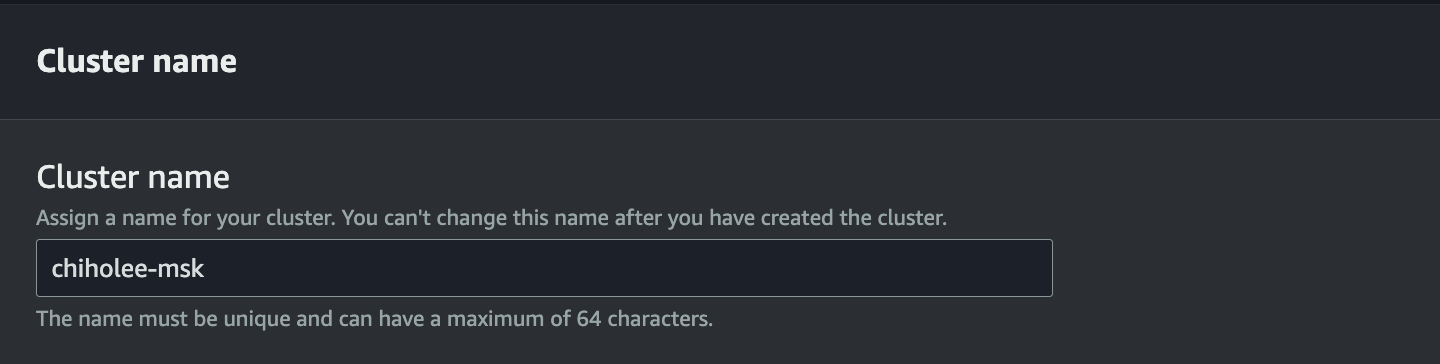 Cluster name
Cluster name
Assign a name for your cluster. You can't change this name after you have created the cluster.
chiholee-msk
The name must be unique and can have a maximum of 64 characters.